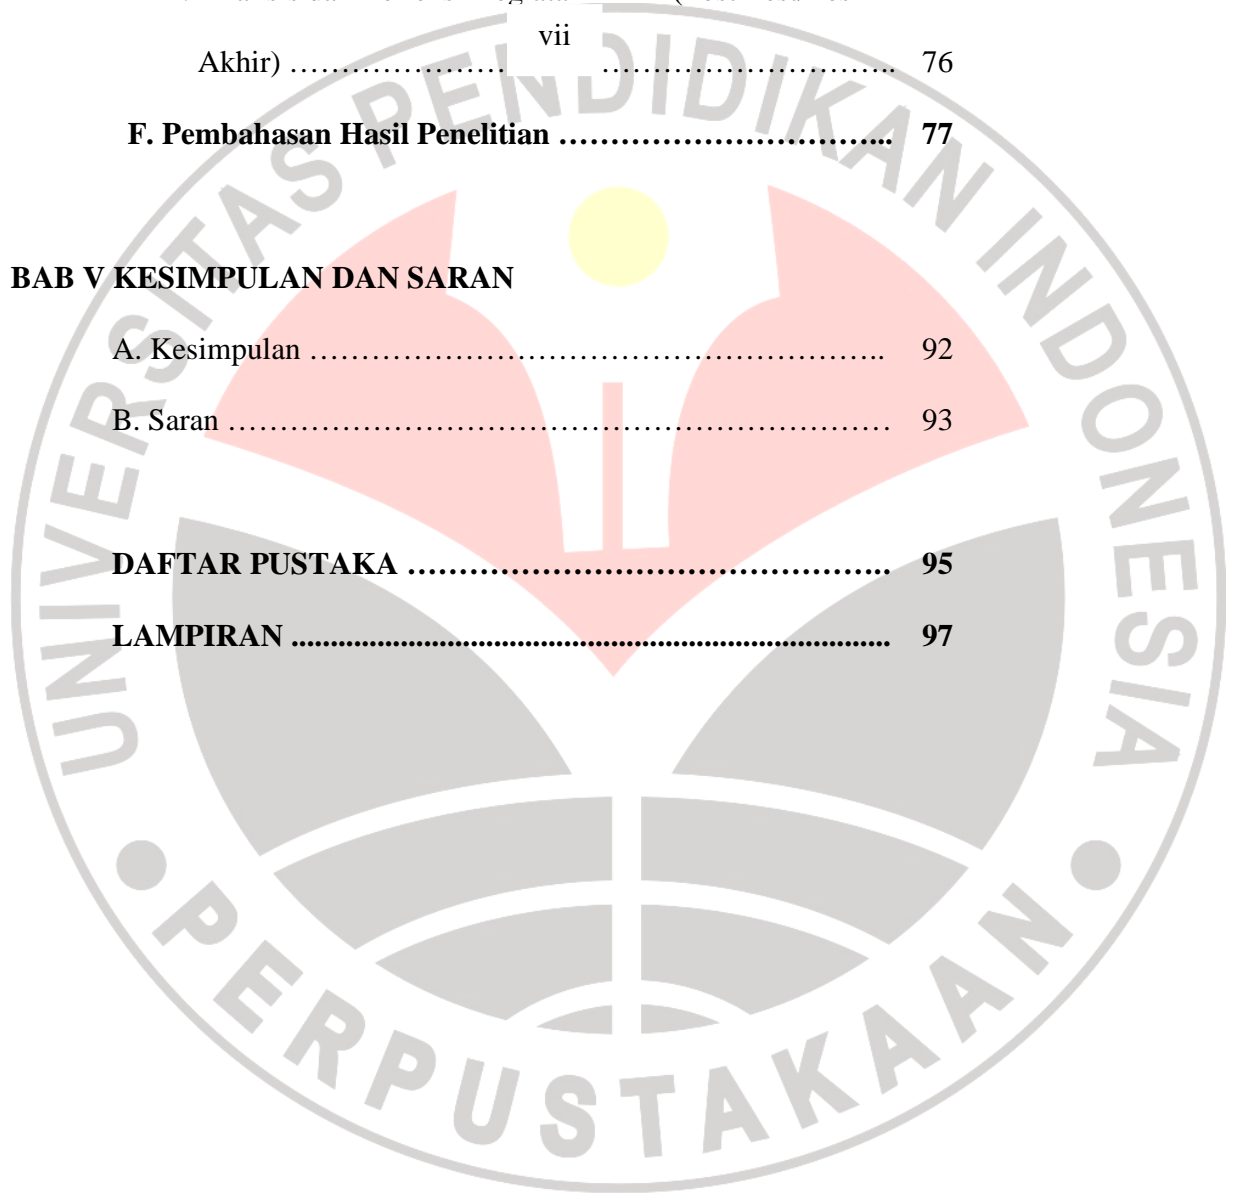 vii
Akhir) …………………… ……………………………….. 76
F. Pembahasan Hasil Penelitian …………………………... 77
BAB V KESIMPULAN DAN SARAN
A. Kesimpulan ……………………………………………….. 92
B. Saran ………………………………………………………… 93
DAFTAR PUSTAKA ……………………………………….. 95
LAMPIRAN ............................................................................ 97
UNIVERSITAS PENDIDIKAN INDONESIA
PERPUSTAKAAN